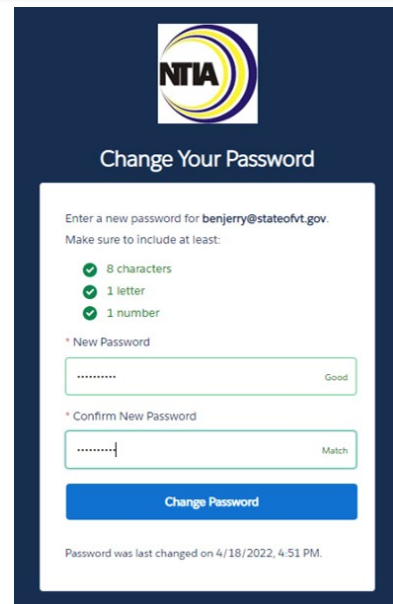 NTIA
Change Your Password
Enter a new password for benjerry@stateofvt.gov.
Make sure to include at least:
8 characters
1 letter
1 number
* New Password
•••••••••• Good
* Confirm New Password
•••••••••• Match
Change Password
Password was last changed on 4/18/2022, 4:51 PM.